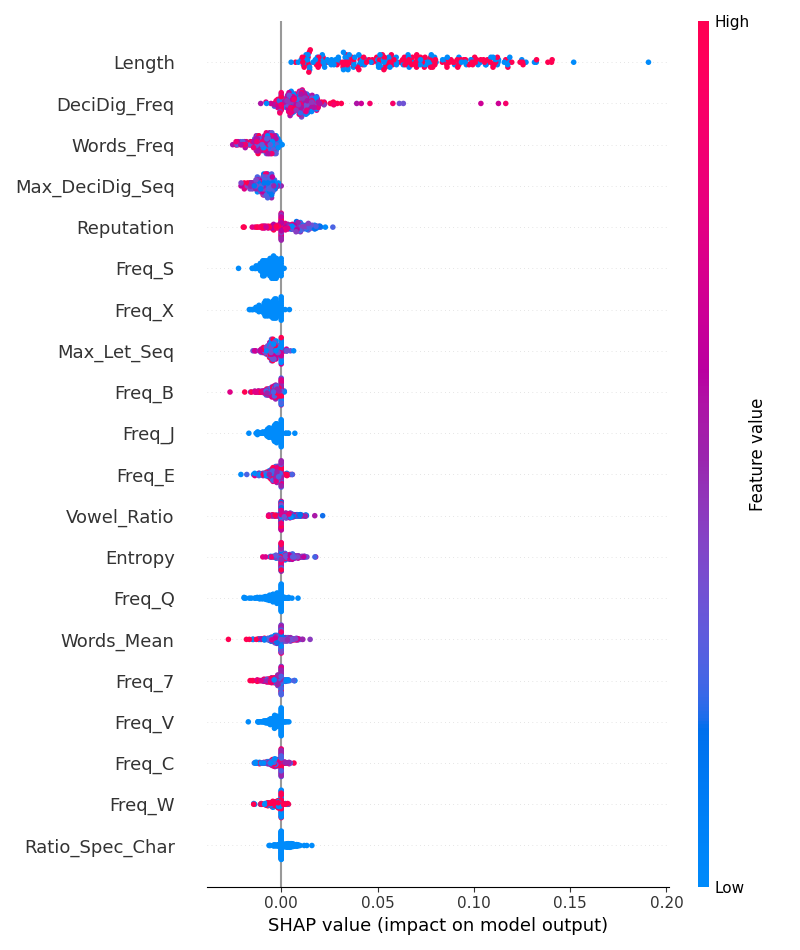 High
Length
DeciDig_Freq
Words_Freq
Max_DeciDig_Seq
Reputation
Freq_S
Freq_X
Max_Let_Seq
Freq_B
Freq_J
Freq_E
Vowel_Ratio
Entropy
Freq_Q
Words_Mean
Freq_7
Freq_V
Freq_C
Freq_W
Ratio_Spec_Char
Feature value
Low
0.00 0.05 0.10 0.15 0.20
SHAP value (impact on model output)